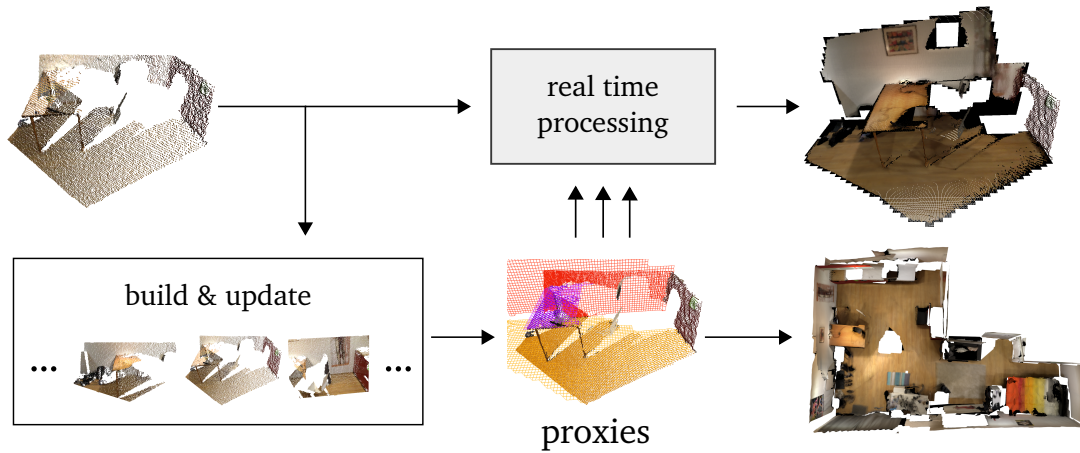 real time
processing
build & update
...
...
proxies